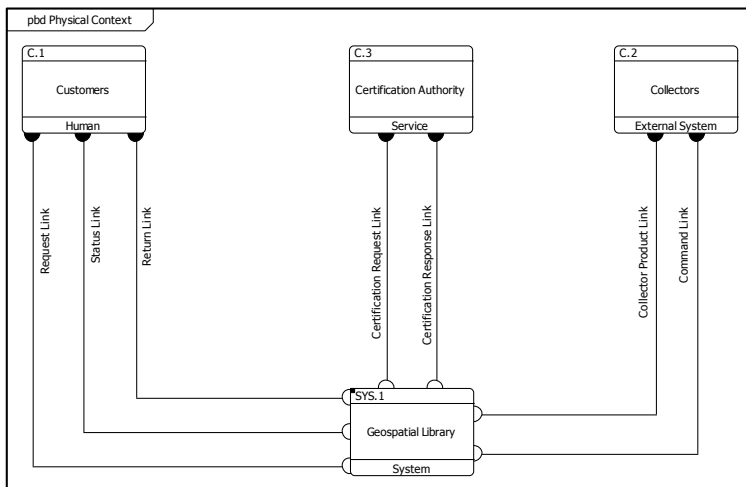 pbd Physical Context
C.1
Customers
Human
C.3
Certification Authority
Service
C.2
Collectors
External System
Request Link
Status Link
Return Link
Certification Request Link
Certification Response Link
Collector Product Link
Command Link
SYS.1
Geospatial Library
System